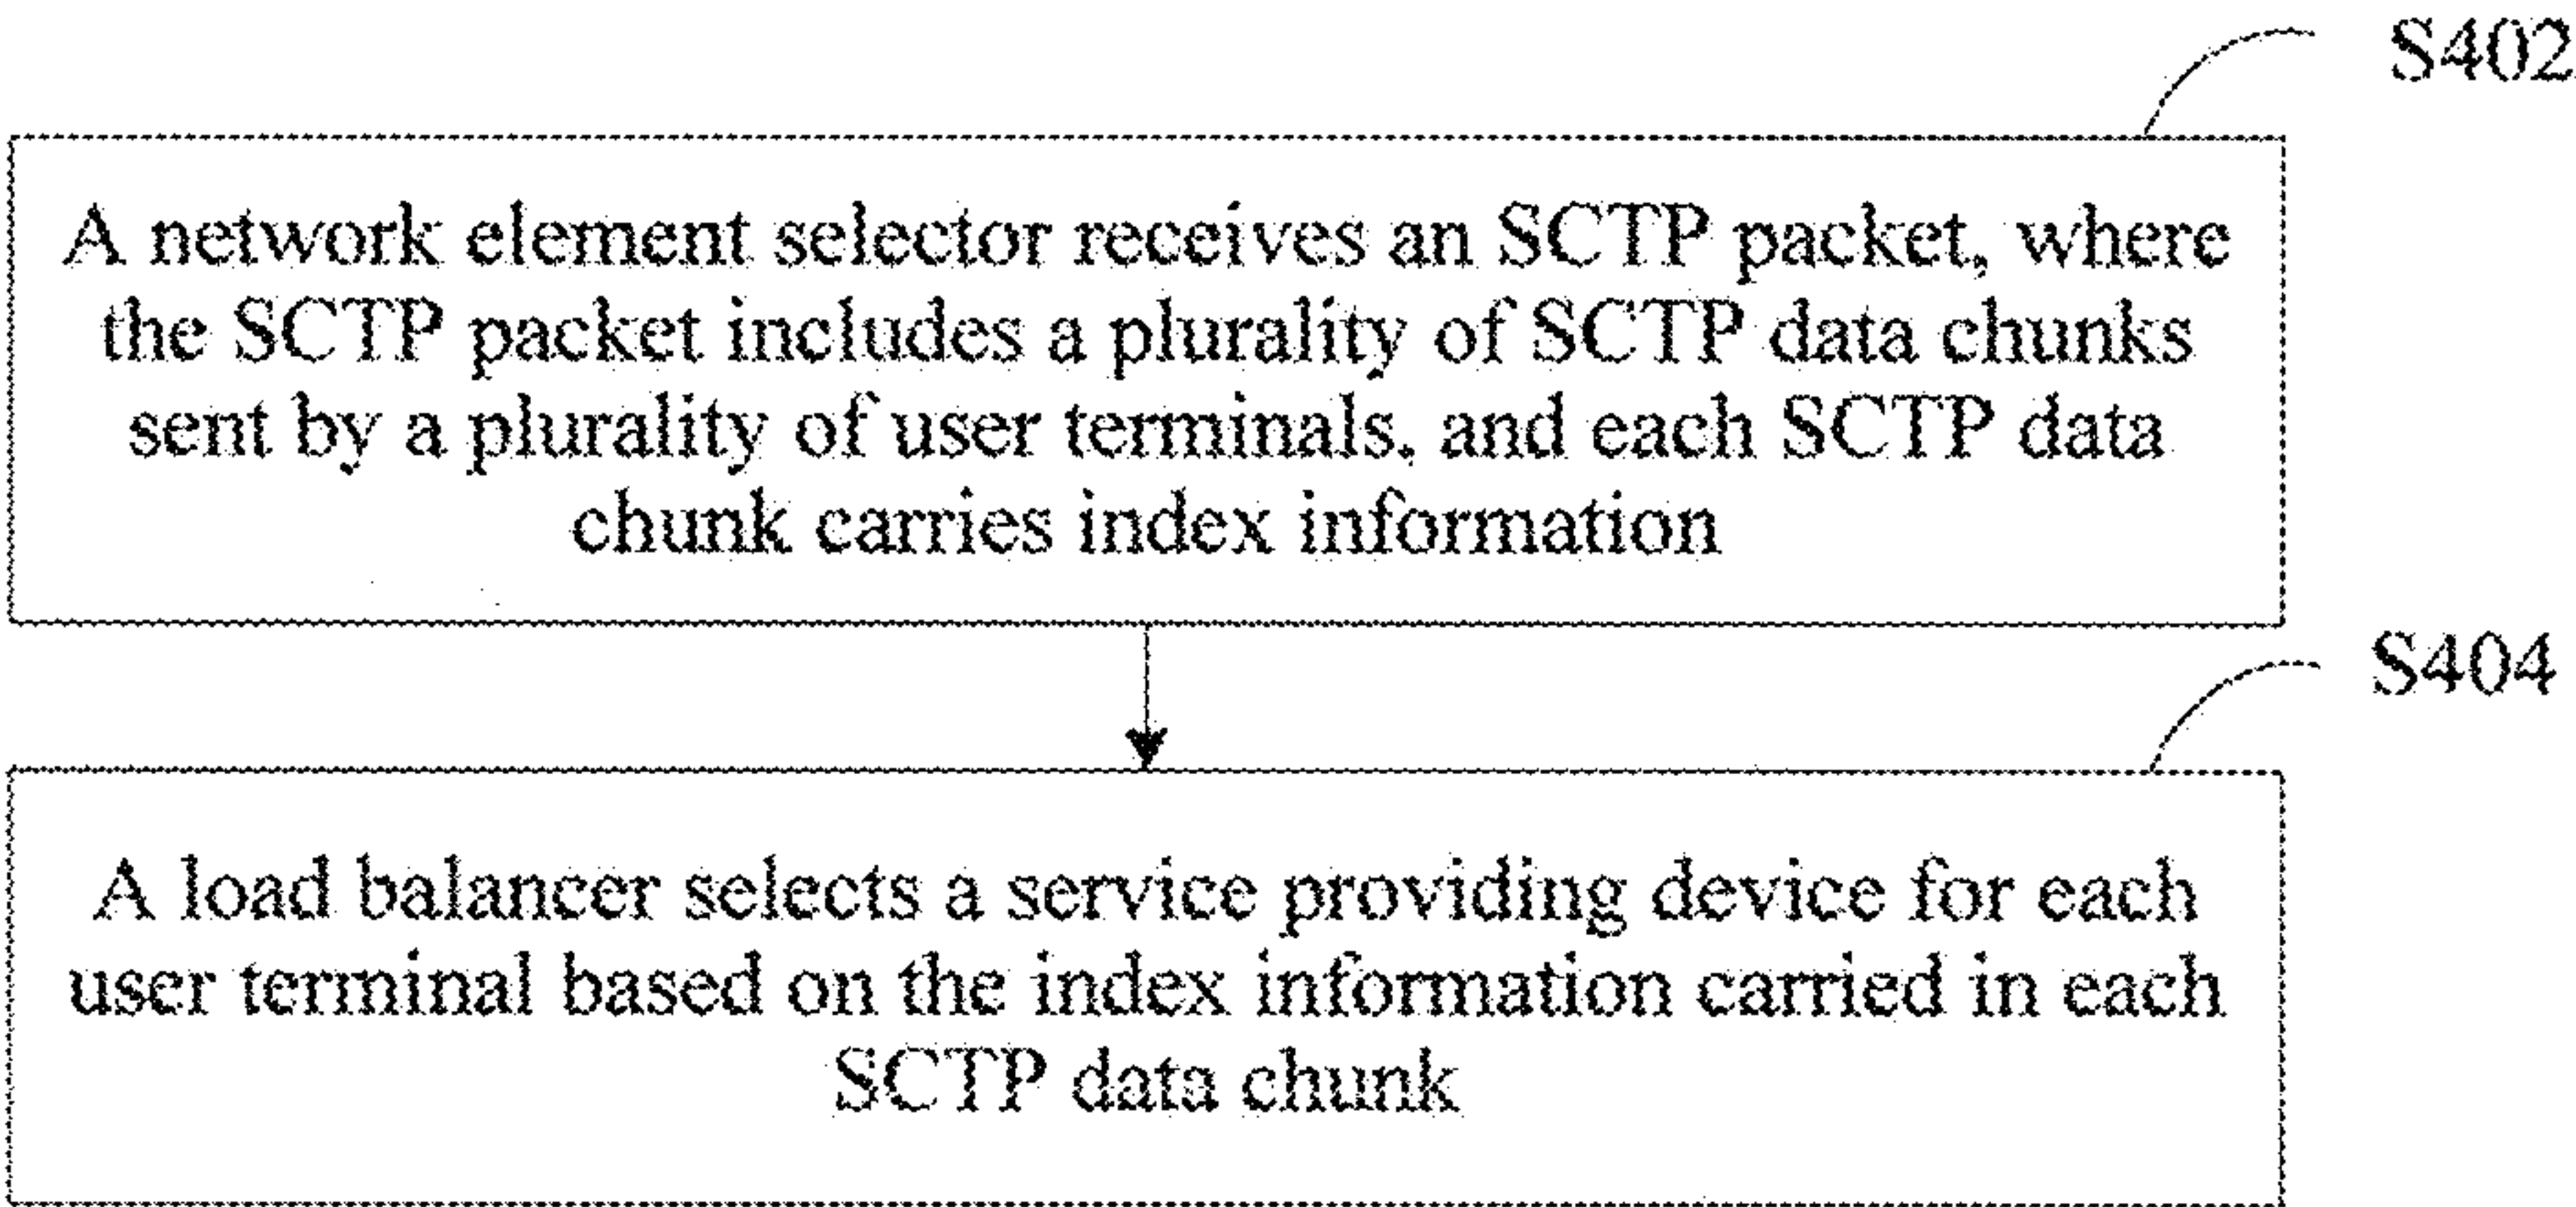 S402
A network element selector receives an SCTP packet, where
the SCTP packet includes a plurality of SCTP data chunks
sent by a plurality of user terminals, and each SCTP data
chunk carries index information
S404
A load balancer selects a service providing device for each
user terminal based on the index information carried in each
SCTP data chunk